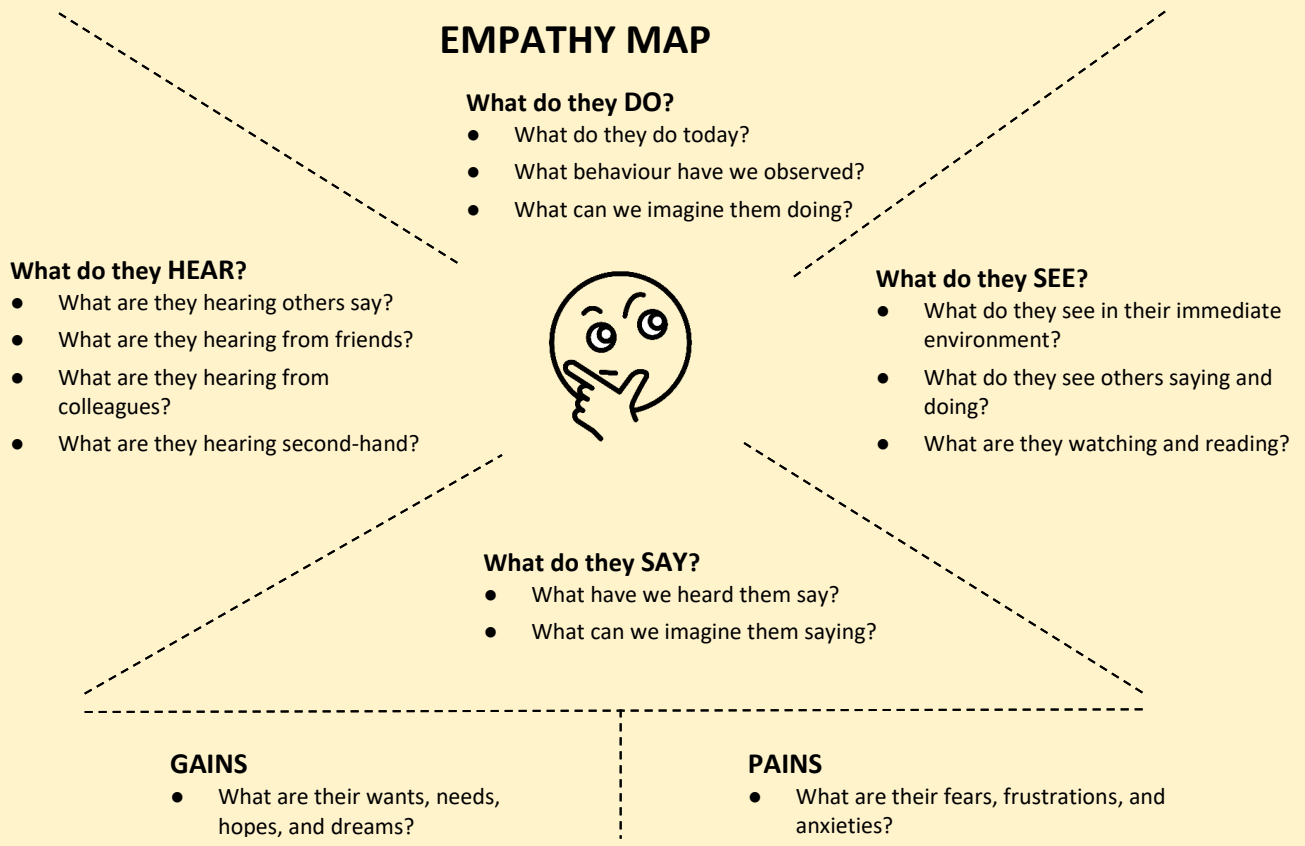 EMPATHY MAP
What do they DO?
● What do they do today?
● What behaviour have we observed?
● What can we imagine them doing?
What do they HEAR?
● What are they hearing others say?
● What are they hearing from friends?
● What are they hearing from
colleagues?
● What are they hearing second-hand?
What do they SEE?
● What do they see in their immediate
environment?
● What do they see others saying and
doing?
● What are they watching and reading?
What do they SAY?
● What have we heard them say?
● What can we imagine them saying?
GAINS
● What are their wants, needs,
hopes, and dreams?
PAINS
● What are their fears, frustrations, and
anxieties?